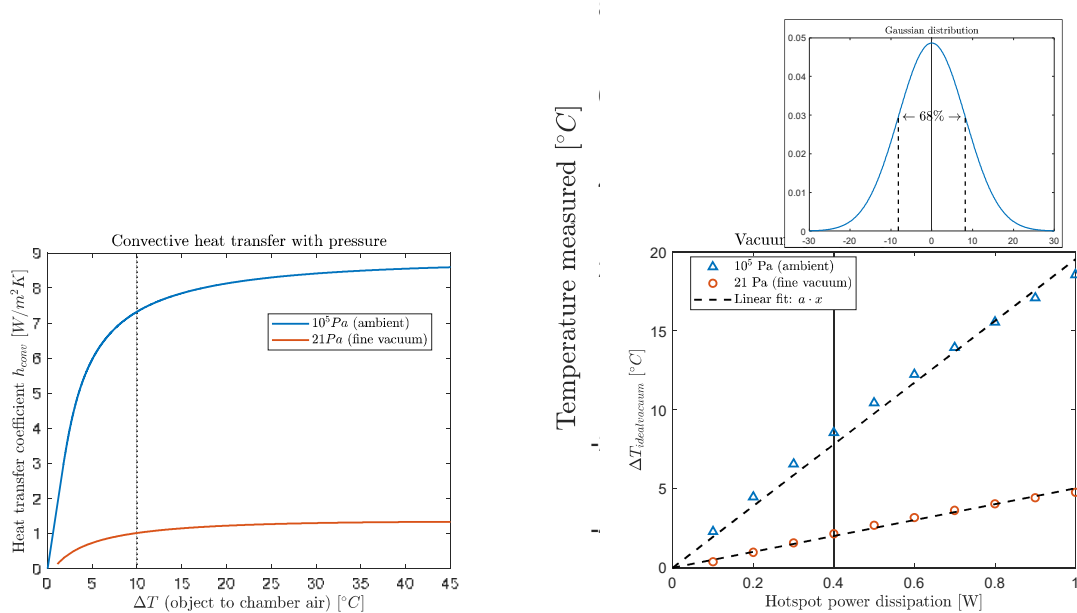 Convective heat transfer with pressure
Heat transfer coefficient h_conv [W/m²K]
9
8
7
6
5
4
3
2
1
0
10⁵Pa (ambient)
21Pa (fine vacuum)
0 5 10 15 20 25 30 35 40 45
ΔT (object to chamber air) [°C]
Temperature measured [°C]
Gaussian distribution
0.05
0.04
0.03
0.02
0.01
0
← 68% →
-30 -20 -10 0 10 20 30
Vacuu
ΔT_idealvacuum [°C]
20
15
10
5
0
10⁵ Pa (ambient)
21 Pa (fine vacuum)
Linear fit: a · x
0 0.2 0.4 0.6 0.8 1
Hotspot power dissipation [W]